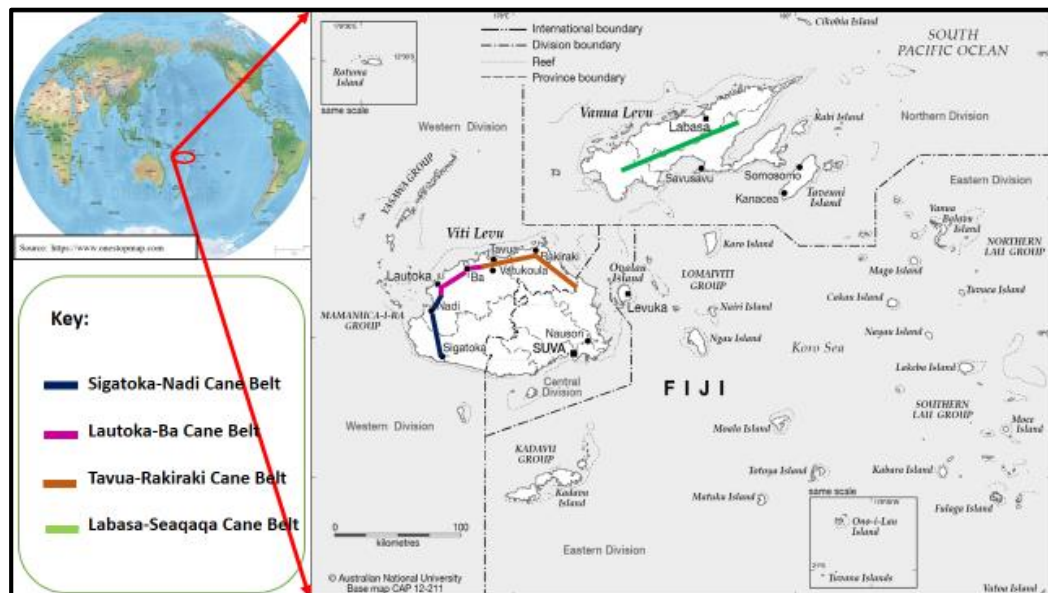 Source: https://www.onestopmap.com
Key:
Sigatoka-Nadi Cane Belt
Lautoka-Ba Cane Belt
Tavua-Rakiraki Cane Belt
Labasa-Seaqaqa Cane Belt
Rotuma
Island
same scale
International boundary
Division boundary
Reef
Province boundary
Cikobia Island
SOUTH
PACIFIC OCEAN
Western Division
Vanua Levu
Labasa
Rabi Island
Northern Division
Savusavu
Somosomo
Kanacea
Taveuni
Island
Eastern Division
YASAWA GROUP
Vanua
Balavu
Island
NORTHERN
LAU GROUP
Viti Levu
Tavua
Rakiraki
Vatukoula
Ba
Lautoka
Nadi
MAMANUCA-I-RA
GROUP
Sigatoka
Nausori
SUVA
Koro Island
Ovalau
Island
LOMAIVITI
GROUP
Levuka
Nairi Island
Ngau Island
Mago Island
Tuvuca Island
Cakau Island
Nayau Island
Koro Sea
Lakeba Island
FIJI
Central
Division
Western Division
SOUTHERN
LAU GROUP
Moce
Island
Moala Island
KADAVU
GROUP
Kadavu
Island
Totoya Island
Matuku Island
Kabara Island
Fulaga Island
same scale
Ono-i-Lau
Island
Tuvana Islands
Vatoa Island
0 100
kilometres
Eastern Division
© Australian National University
Base map CAP 12-211